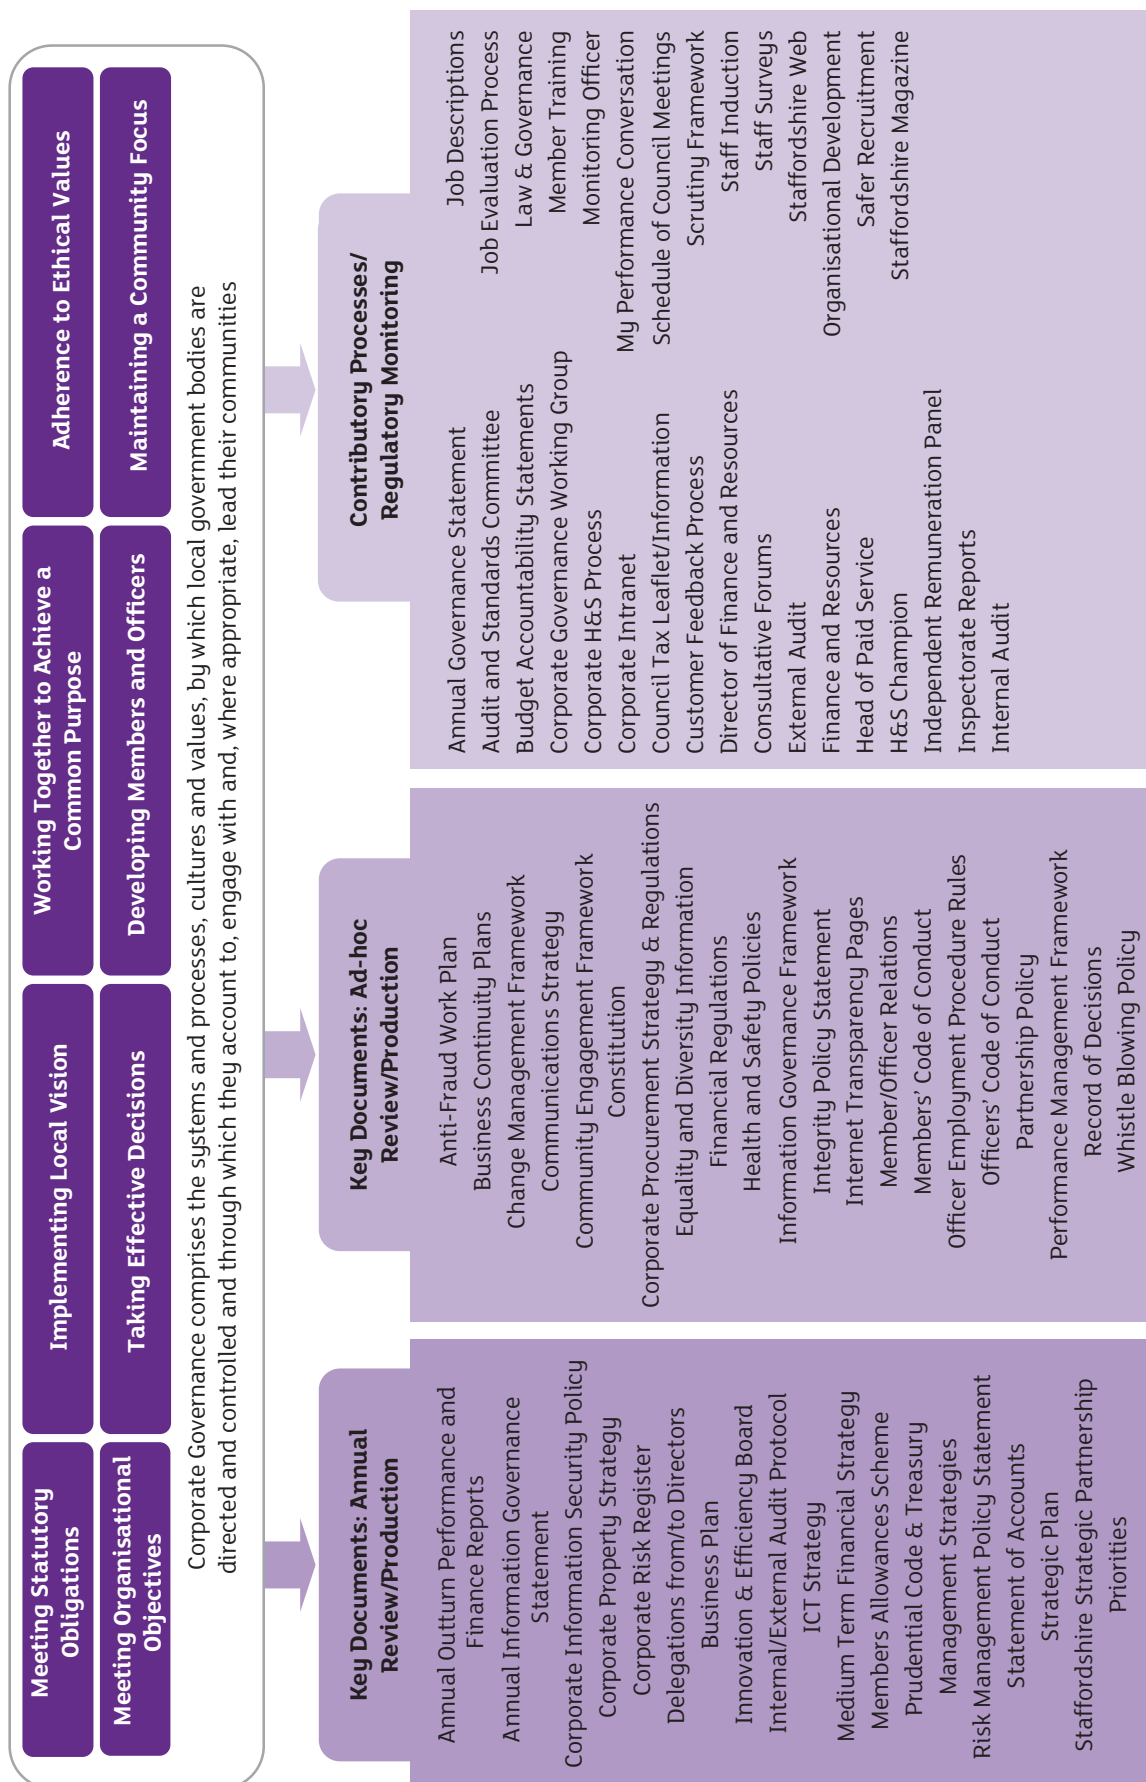 Meeting Statutory
Obligations
Implementing Local Vision
Working Together to Achieve a
Common Purpose
Adherence to Ethical Values
Meeting Organisational
Objectives
Taking Effective Decisions
Developing Members and Officers
Maintaining a Community Focus
Corporate Governance comprises the systems and processes, cultures and values, by which local government bodies are
directed and controlled and through which they account to, engage with and, where appropriate, lead their communities
Key Documents: Annual
Review/Production
Annual Outturn Performance and
Finance Reports
Annual Information Governance
Statement
Corporate Information Security Policy
Corporate Property Strategy
Corporate Risk Register
Delegations from/to Directors
Business Plan
Innovation & Efficiency Board
Internal/External Audit Protocol
ICT Strategy
Medium Term Financial Strategy
Members Allowances Scheme
Prudential Code & Treasury
Management Strategies
Risk Management Policy Statement
Statement of Accounts
Strategic Plan
Staffordshire Strategic Partnership
Priorities
Key Documents: Ad-hoc
Review/Production
Anti-Fraud Work Plan
Business Continuity Plans
Change Management Framework
Communications Strategy
Community Engagement Framework
Constitution
Corporate Procurement Strategy & Regulations
Equality and Diversity Information
Financial Regulations
Health and Safety Policies
Information Governance Framework
Integrity Policy Statement
Internet Transparency Pages
Member/Officer Relations
Members' Code of Conduct
Officer Employment Procedure Rules
Officers' Code of Conduct
Partnership Policy
Performance Management Framework
Record of Decisions
Whistle Blowing Policy
Contributory Processes/
Regulatory Monitoring
Annual Governance Statement
Audit and Standards Committee
Budget Accountability Statements
Corporate Governance Working Group
Corporate H&S Process
Corporate Intranet
Council Tax Leaflet/Information
Customer Feedback Process
Director of Finance and Resources
Consultative Forums
External Audit
Finance and Resources
Head of Paid Service
H&S Champion
Independent Remuneration Panel
Inspectorate Reports
Internal Audit
Job Descriptions
Job Evaluation Process
Law & Governance
Member Training
Monitoring Officer
My Performance Conversation
Schedule of Council Meetings
Scrutiny Framework
Staff Induction
Staff Surveys
Staffordshire Web
Organisational Development
Safer Recruitment
Staffordshire Magazine